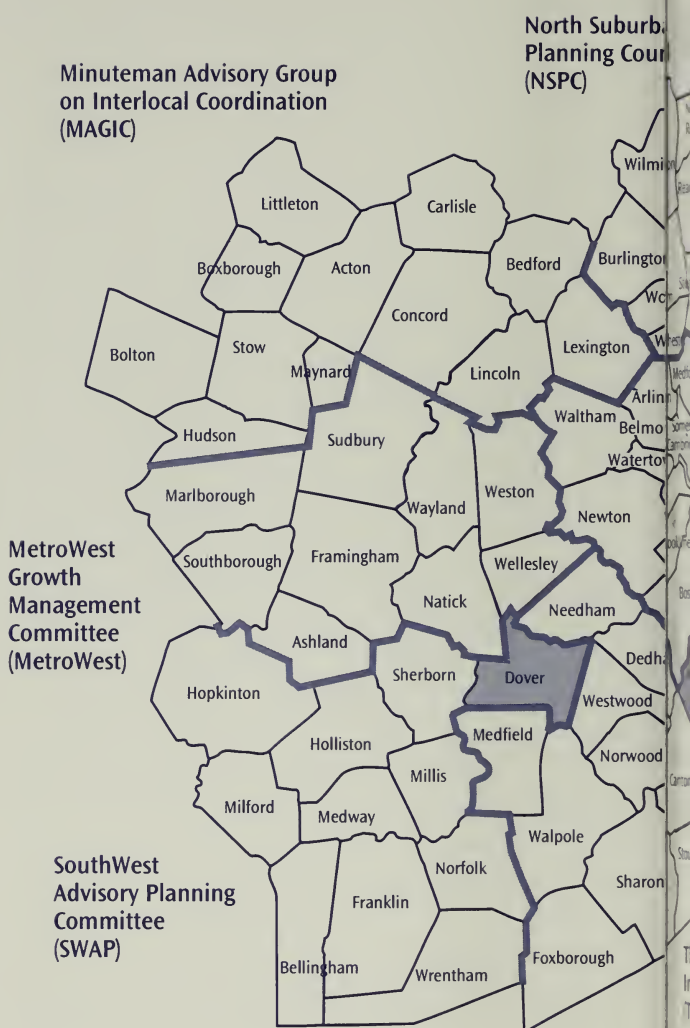 North Suburb
Planning Cou
(NSPC)
Minuteman Advisory Group
on Interlocal Coordination
(MAGIC)
Wilmi
Littleton
Carlisle
Boxborough
Acton
Bedford
Burlingto
Concord
Bolton
Stow
Maynard
Lincoln
Lexington
Arlin
Hudson
Sudbury
Waltham
Belmo
Waterto
Marlborough
Wayland
Weston
Newton
MetroWest
Growth
Management
Committee
(MetroWest)
Southborough
Framingham
Wellesley
Natick
Needham
Ashland
Sherborn
Dover
Dedh
Hopkinton
Westwood
Holliston
Medfield
Millis
Norwood
Milford
Medway
Walpole
SouthWest
Advisory Planning
Committee
(SWAP)
Norfolk
Franklin
Sharon
Bellingham
Wrentham
Foxborough